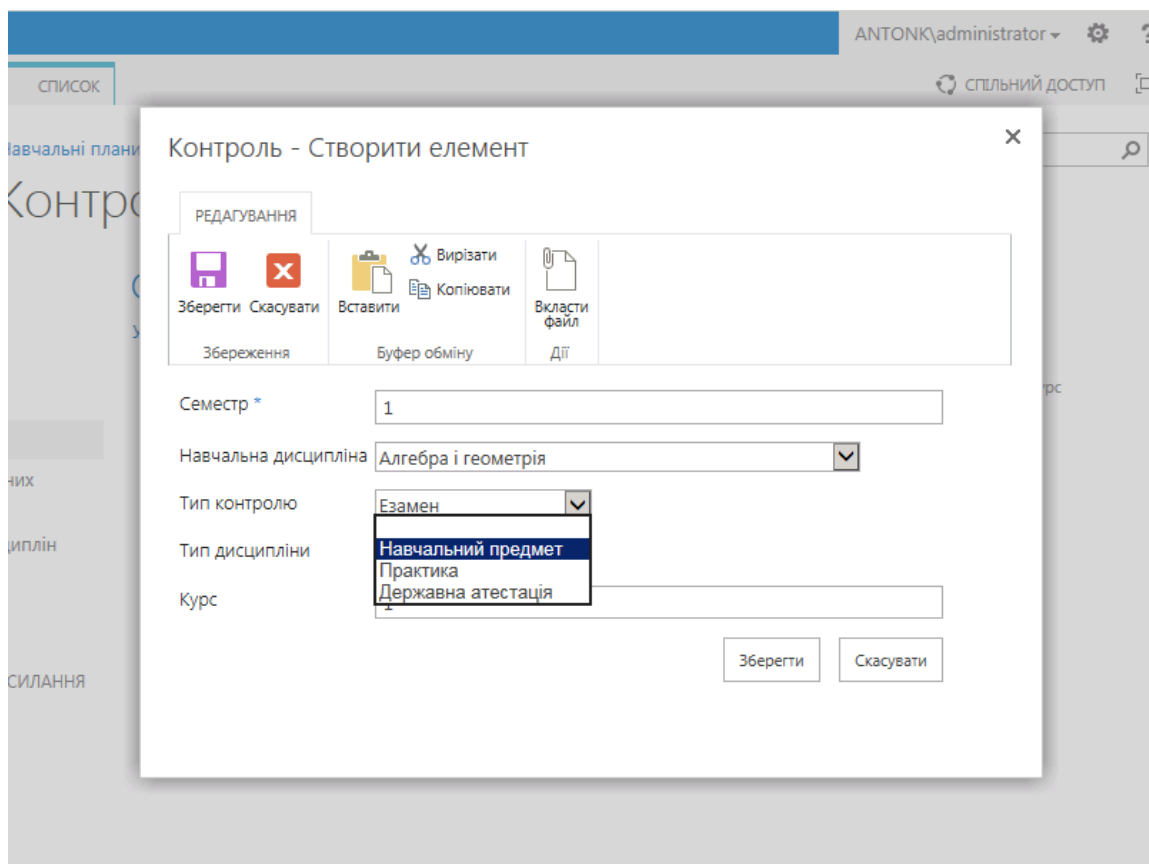 ANTONK\administrator
?
СПИСОК
СПІЛЬНИЙ ДОСТУП
Навчальні плани
Контро
Контроль - Створити елемент
РЕДАГУВАННЯ
Зберегти Скасувати
Вставити
Вирізати
Копіювати
Вкласти
файл
Збереження
Буфер обміну
Дії
Семестр *
1
Навчальна дисципліна
Алгебра і геометрія
Тип контролю
Езамен
Тип дисципліни
Навчальний предмет
Практика
Державна атестація
Курс
1
Зберегти
Скасувати
них
циплін
СИЛАННЯ
урс